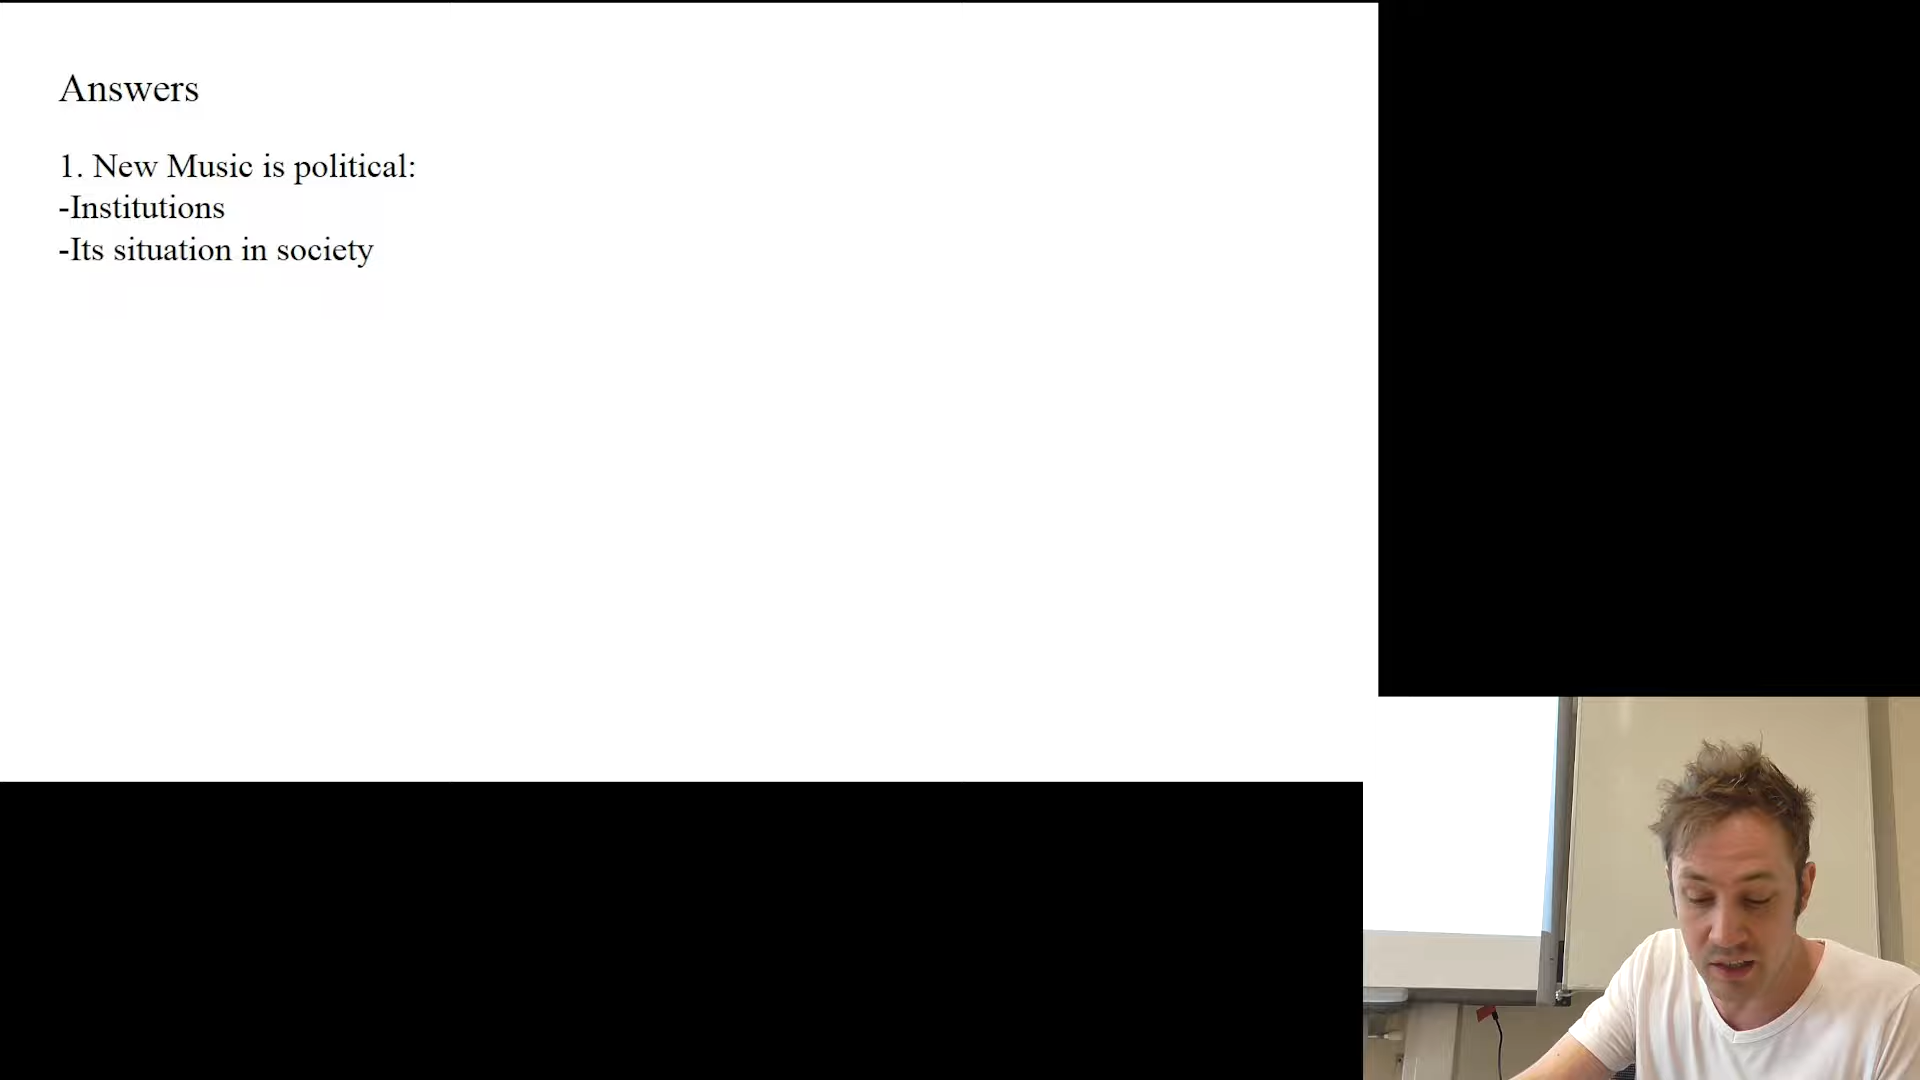 Answers
1. New Music is political:
-Institutions
-Its situation in society